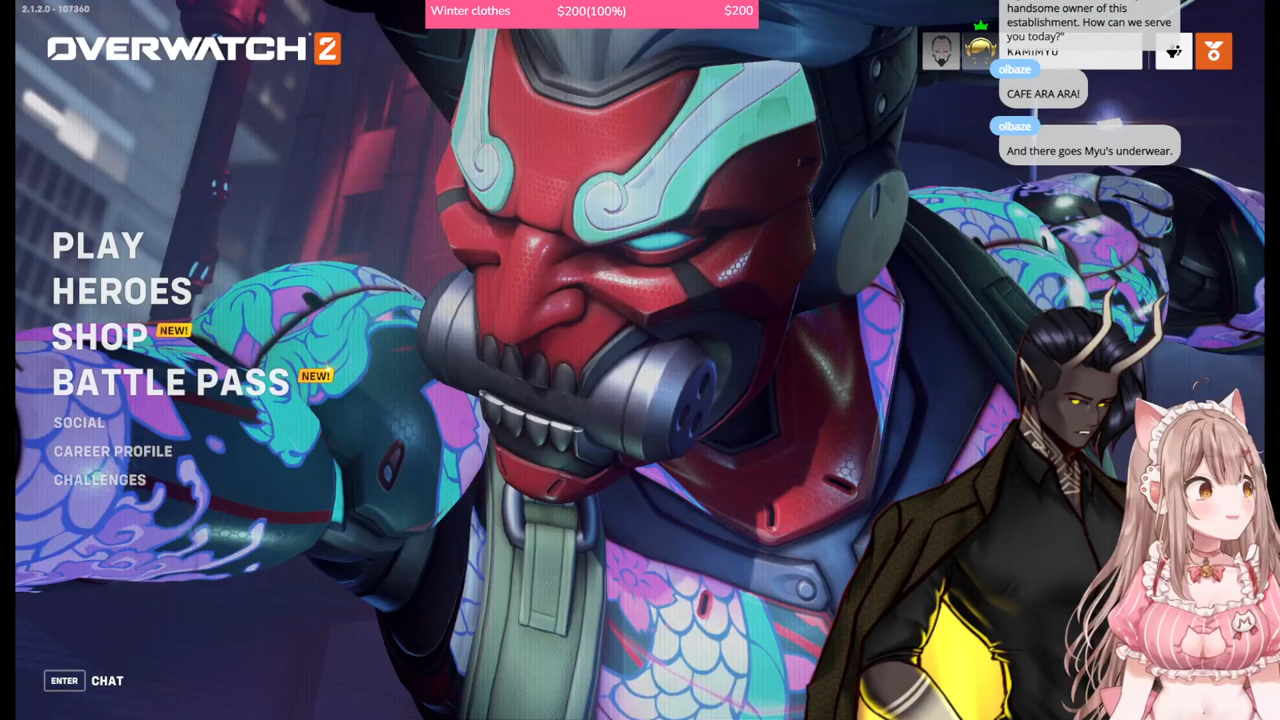 2.1.2.0 - 107360
Winter clothes $200(100%) $200
OVERWATCH 2
handsome owner of this
establishment. How can we serve
you today?"
KAMIMYU
olbaze
CAFE ARA ARA!
olbaze
And there goes Myu's underwear.
PLAY
HEROES
SHOP NEW!
BATTLE PASS NEW!
SOCIAL
CAREER PROFILE
CHALLENGES
ENTER CHAT
M